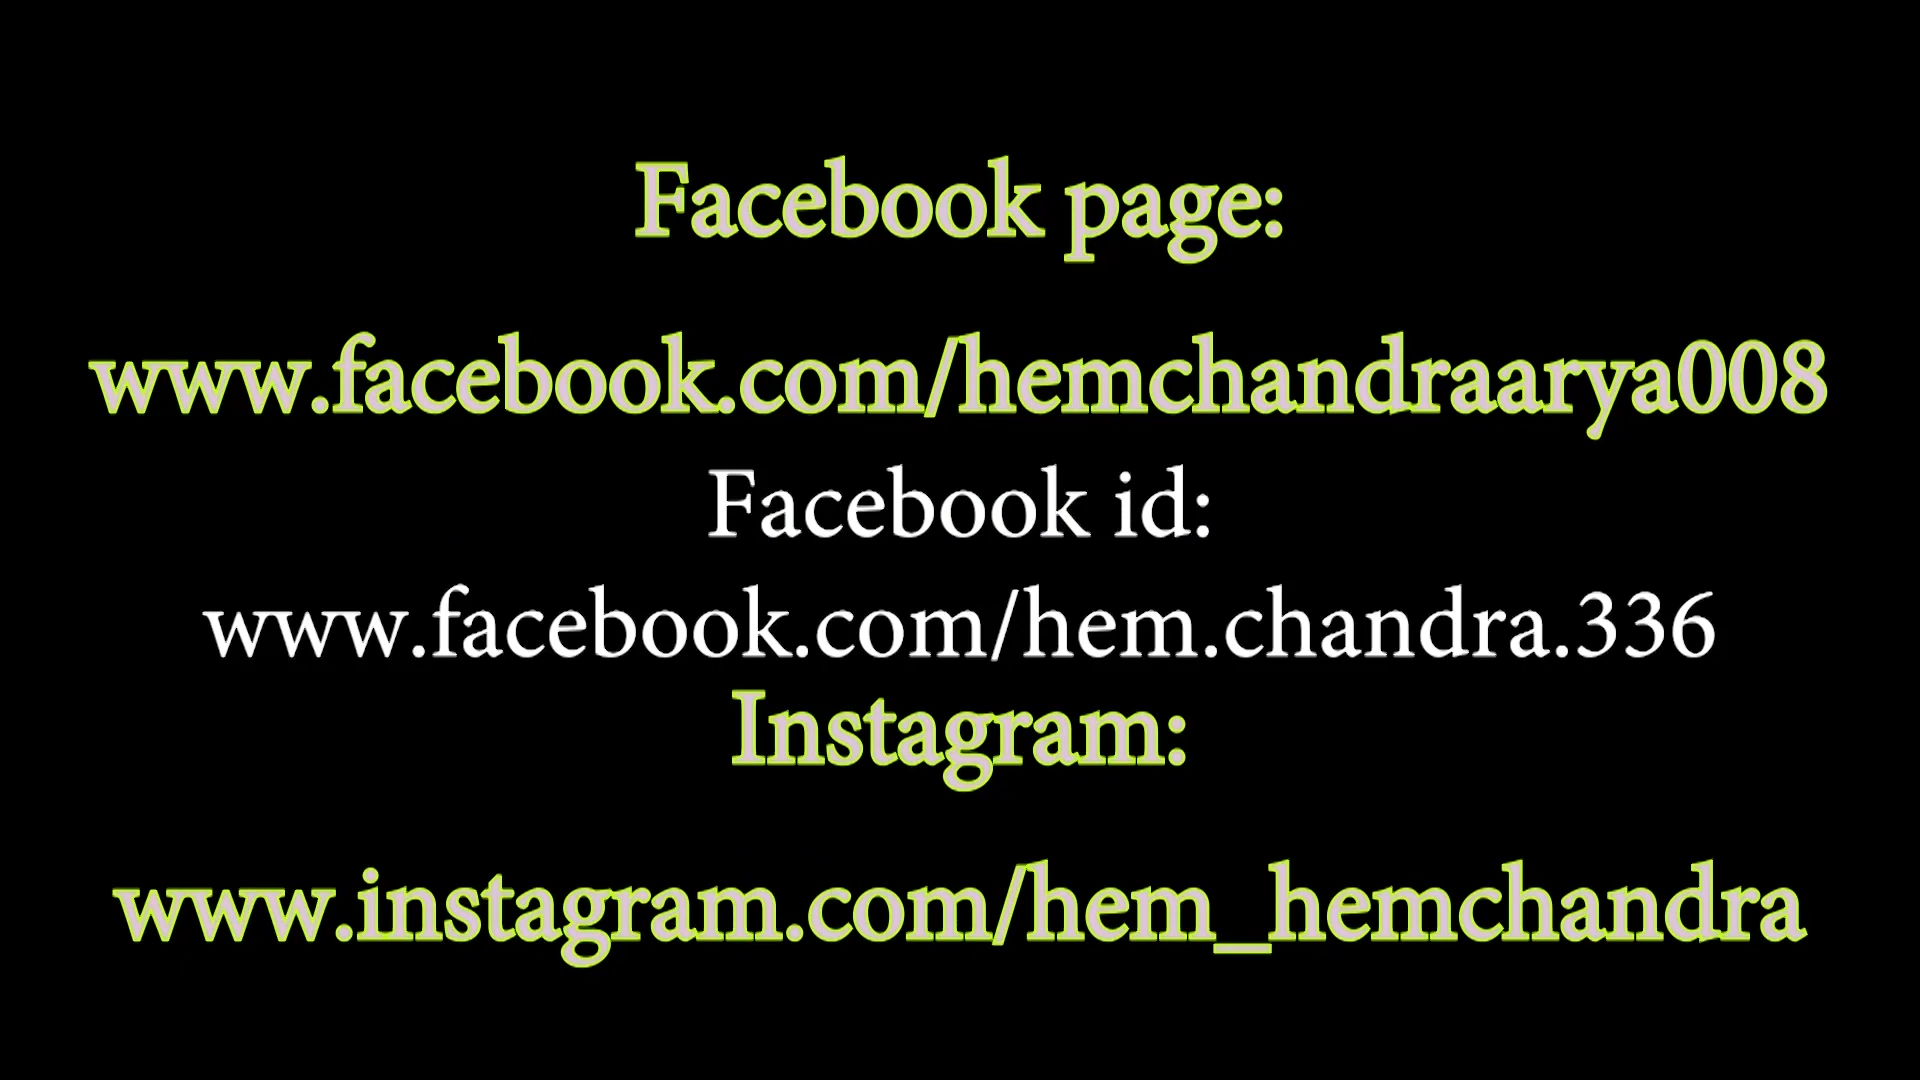 Facebook page:
www.facebook.com/hemchandraarya008
Facebook id:
www.facebook.com/hem.chandra.336
Instagram:
www.instagram.com/hem_hemchandra